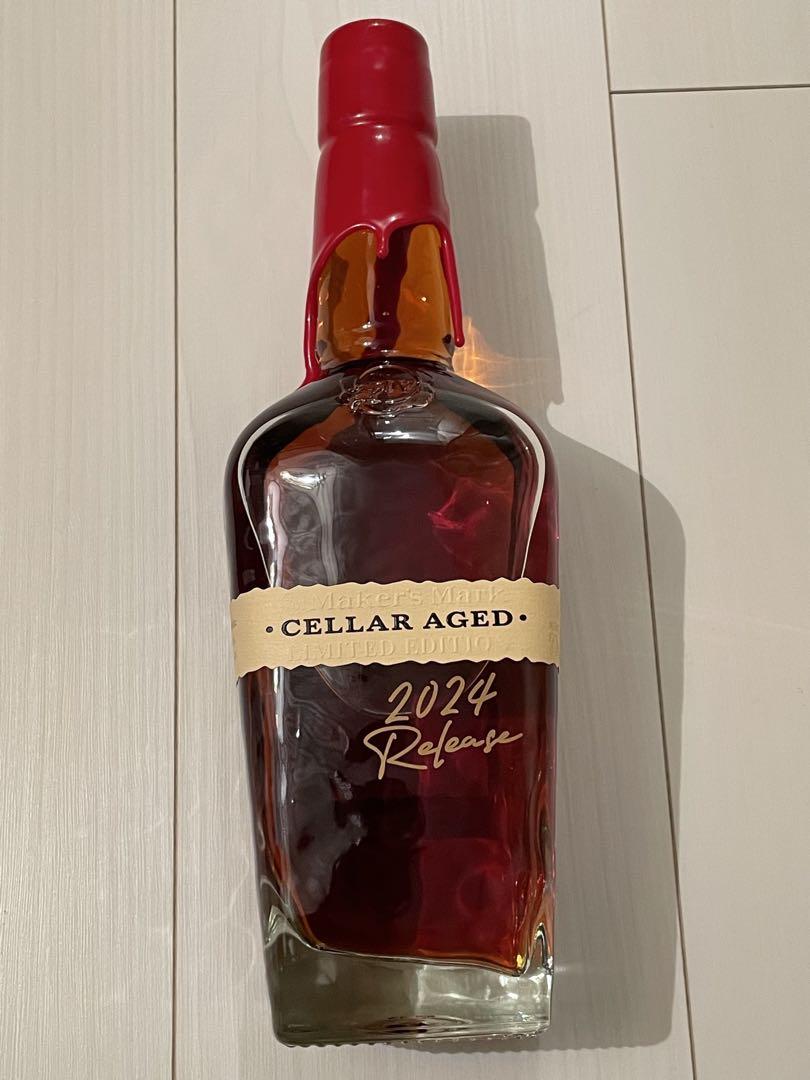 Maker's Mark
• CELLAR AGED •
LIMITED EDITIO
2024
Release